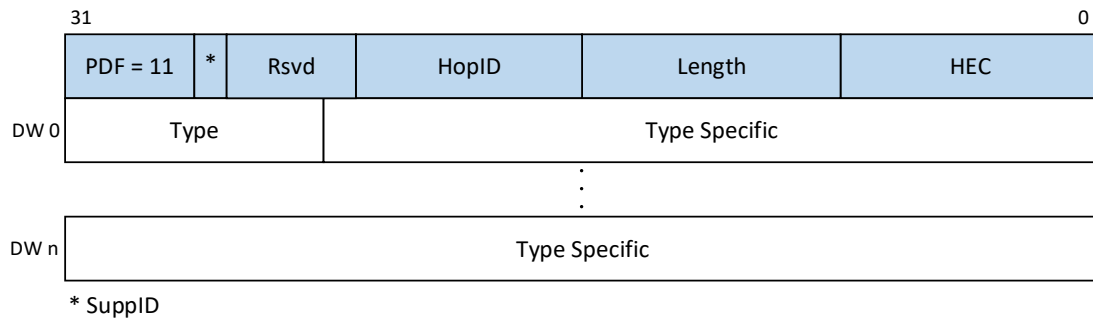 31 0
PDF = 11 * Rsvd HopID Length HEC
DW 0 Type Type Specific
DW n Type Specific
* SuppID